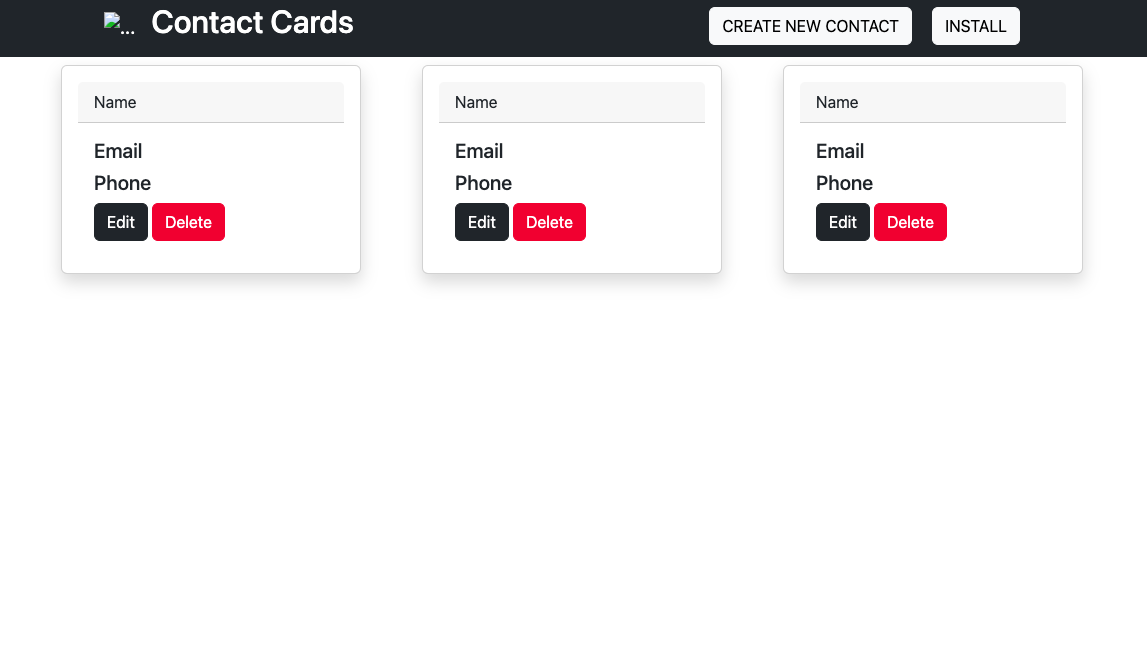 ... Contact Cards
CREATE NEW CONTACT
INSTALL
Name
Email
Phone
Edit
Delete
Name
Email
Phone
Edit
Delete
Name
Email
Phone
Edit
Delete